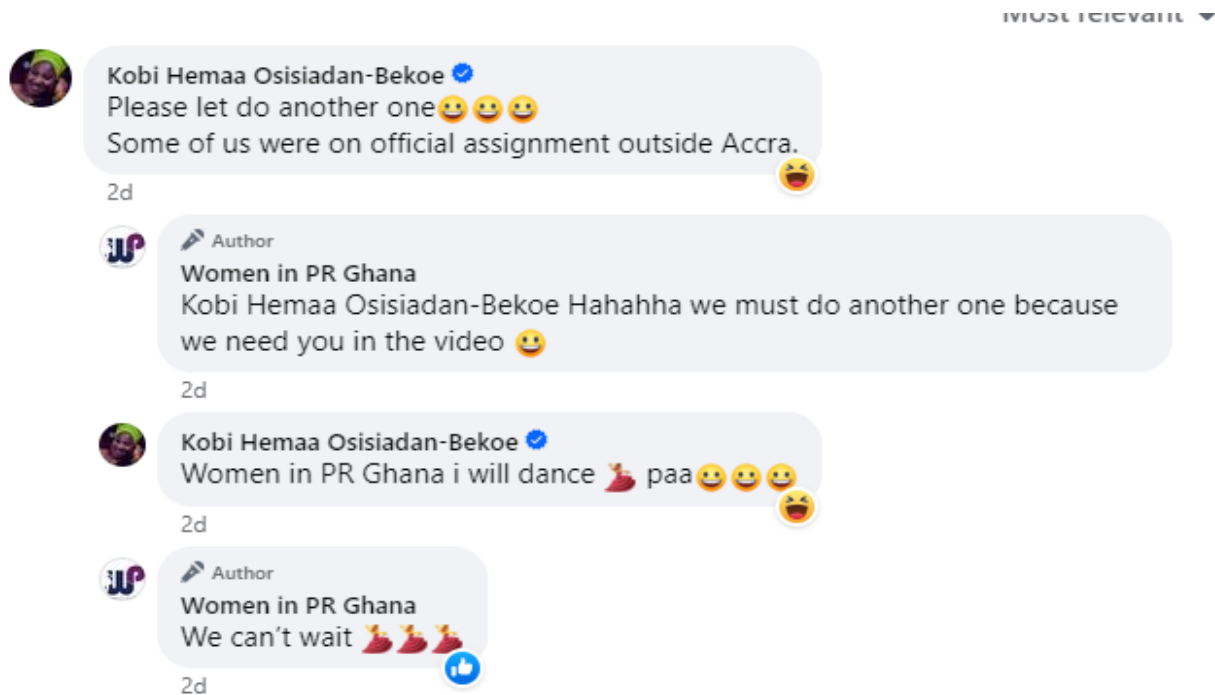 Most relevant
Kobi Hemaa Osisiadan-Bekoe
Please let do another one😀😀😀
Some of us were on official assignment outside Accra.
2d
Author
Women in PR Ghana
Kobi Hemaa Osisiadan-Bekoe Hahahha we must do another one because
we need you in the video 😀
2d
Kobi Hemaa Osisiadan-Bekoe
Women in PR Ghana i will dance 💃 paa😀😀😀
2d
Author
Women in PR Ghana
We can't wait 💃💃💃
2d